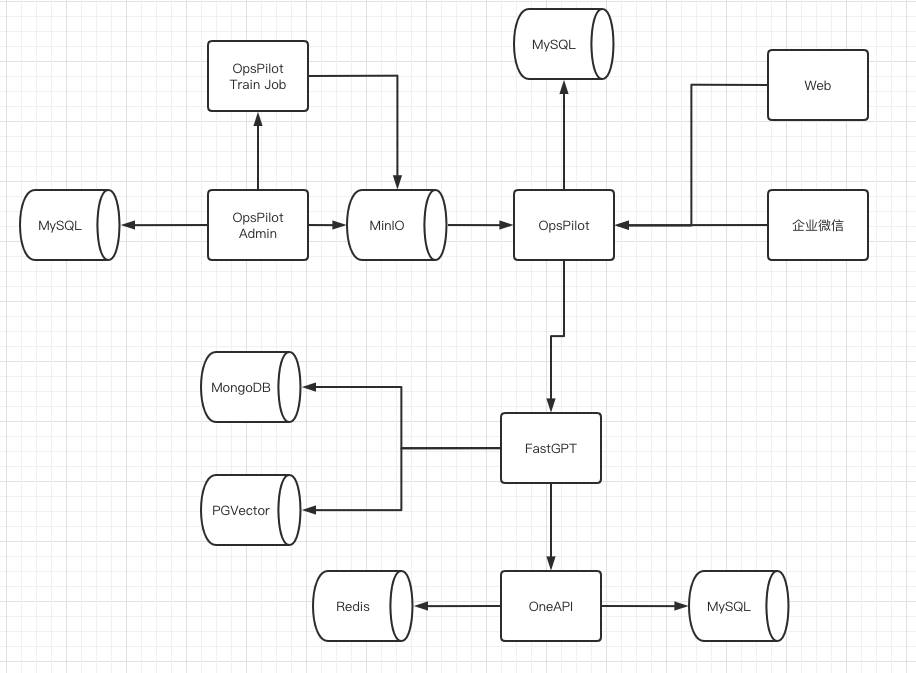 MySQL
OpsPilot
Train Job
Web
MySQL
OpsPilot
Admin
MinIO
OpsPilot
企业微信
MongoDB
FastGPT
PGVector
Redis
OneAPI
MySQL